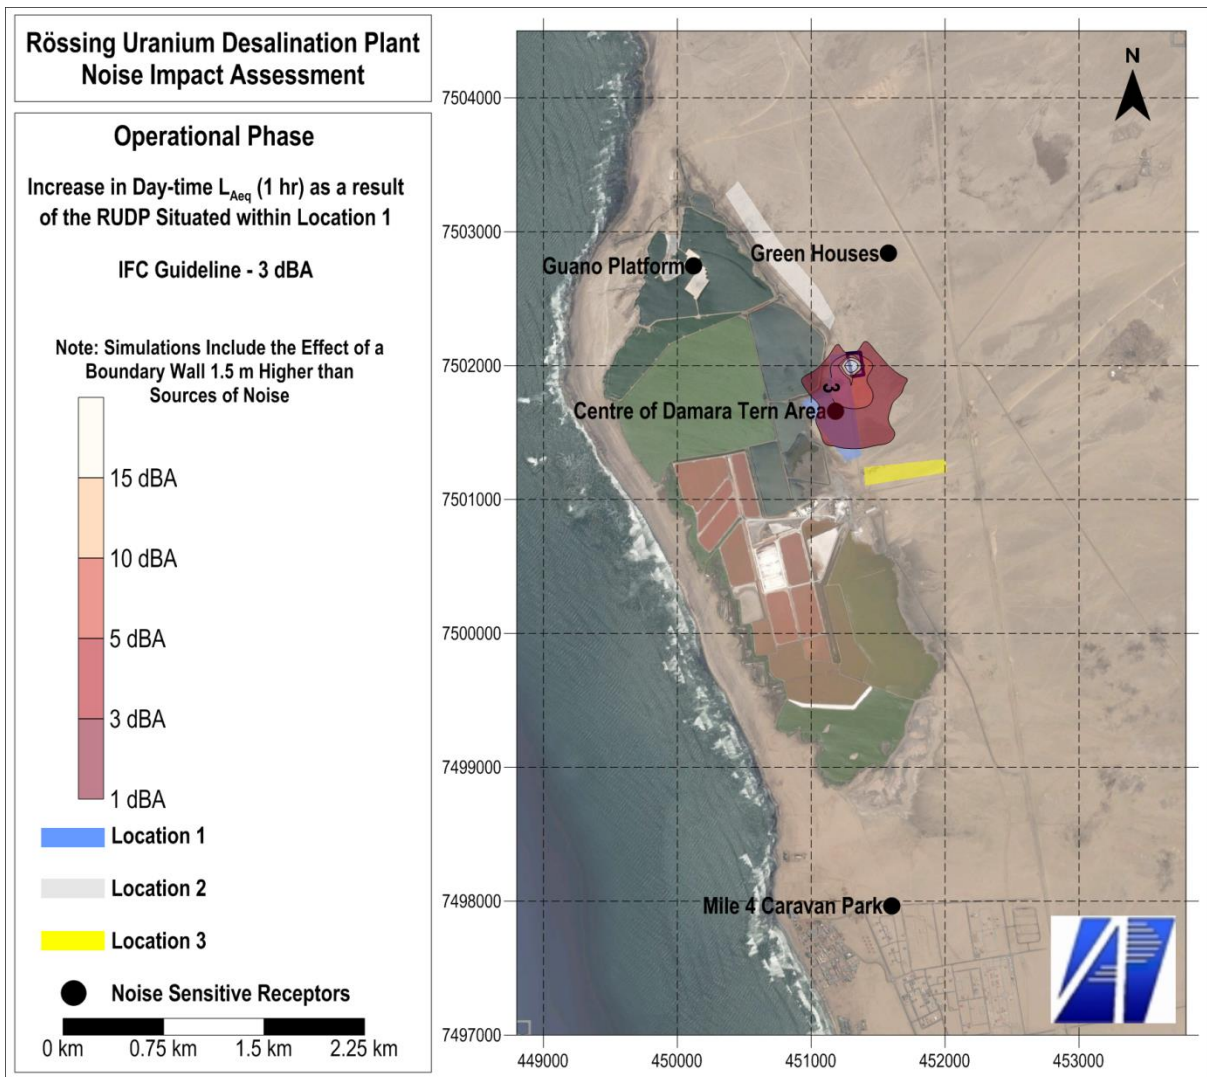 Rössing Uranium Desalination Plant
Noise Impact Assessment
Operational Phase
Increase in Day-time LAeq (1 hr) as a result
of the RUDP Situated within Location 1
IFC Guideline - 3 dBA
Note: Simulations Include the Effect of a
Boundary Wall 1.5 m Higher than
Sources of Noise
15 dBA
10 dBA
5 dBA
3 dBA
1 dBA
Location 1
Location 2
Location 3
Noise Sensitive Receptors
0 km 0.75 km 1.5 km 2.25 km
N
7504000
7503000
7502000
7501000
7500000
7499000
7498000
7497000
Green Houses
Guano Platform
3
Centre of Damara Tern Area
Mile 4 Caravan Park
449000 450000 451000 452000 453000